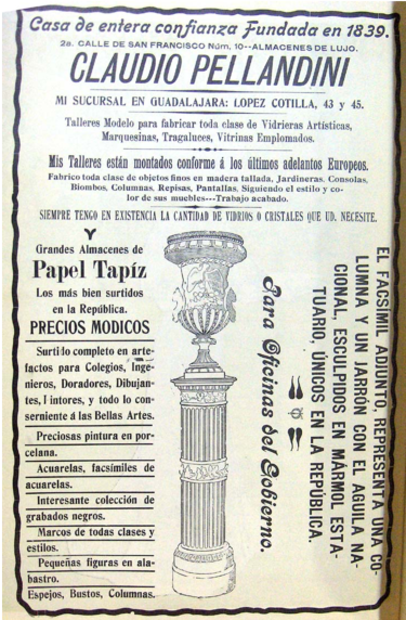 Casa de entera confianza Fundada en 1839.
2a. CALLE DE SAN FRANCISCO Núm. 10--ALMACENES DE LUJO.
CLAUDIO PELLANDINI
MI SUCURSAL EN GUADALAJARA: LOPEZ COTILLA, 43 y 45.
Talleres Modelo para fabricar toda clase de Vidrieras Artísticas,
Marquesinas, Tragaluces, Vitrinas Emplomados.
Mis Talleres están montados conforme á los últimos adelantos Europeos.
Fabrico toda clase de objetos finos en madera tallada, Jardineras, Consolas,
Biombos, Columnas, Repisas, Pantallas. Siguiendo el estilo y co-
lor de sus muebles---Trabajo acabado.
SIEMPRE TENGO EN EXISTENCIA LA CANTIDAD DE VIDRIOS O CRISTALES QUE UD. NECESITE.
Y
Grandes Almacenes de
Papel Tapíz
Los más bien surtidos
en la República.
PRECIOS MODICOS
Surtido completo en arte-
factos para Colegios, Inge-
nieros, Doradores, Dibujan-
tes, Pintores, y todo lo con-
serniente á las Bellas Artes.
Preciosas pintura en por-
celana.
Acuarelas, facsímiles de
acuarelas.
Interesante colección de
grabados negros.
Marcos de todas clases y
estilos.
Pequeñas figuras en ala-
bastro.
Espejos, Bustos, Columnas.
EL FACSIMIL ADJUNTO, REPRESENTA UNA CO-
LUMNA Y UN JARRÓN CON EL AGUILA NA-
CIONAL, ESCULPIDOS EN MÁRMOL ESTA-
TUARIO, ÚNICOS EN LA REPÚBLICA.
Para Oficinas del Gobierno.